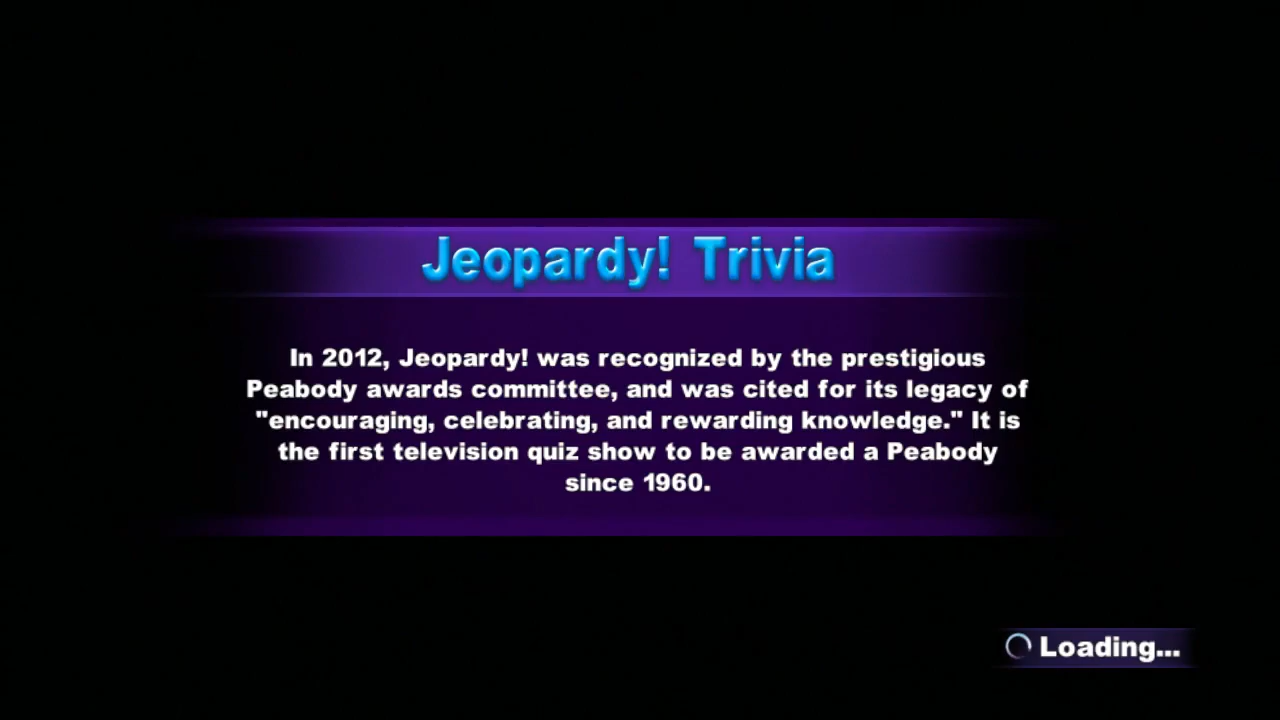 Jeopardy! Trivia
In 2012, Jeopardy! was recognized by the prestigious
Peabody awards committee, and was cited for its legacy of
"encouraging, celebrating, and rewarding knowledge." It is
the first television quiz show to be awarded a Peabody
since 1960.
Loading...